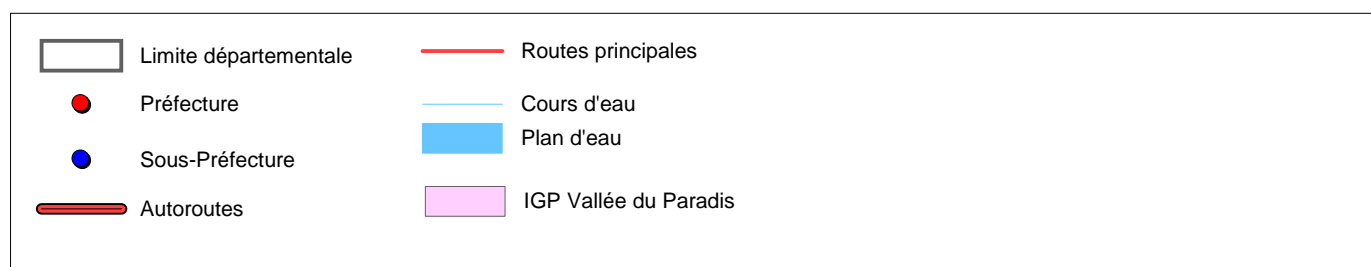 Limite départementale
Préfecture
Sous-Préfecture
Autoroutes
Routes principales
Cours d'eau
Plan d'eau
IGP Vallée du Paradis